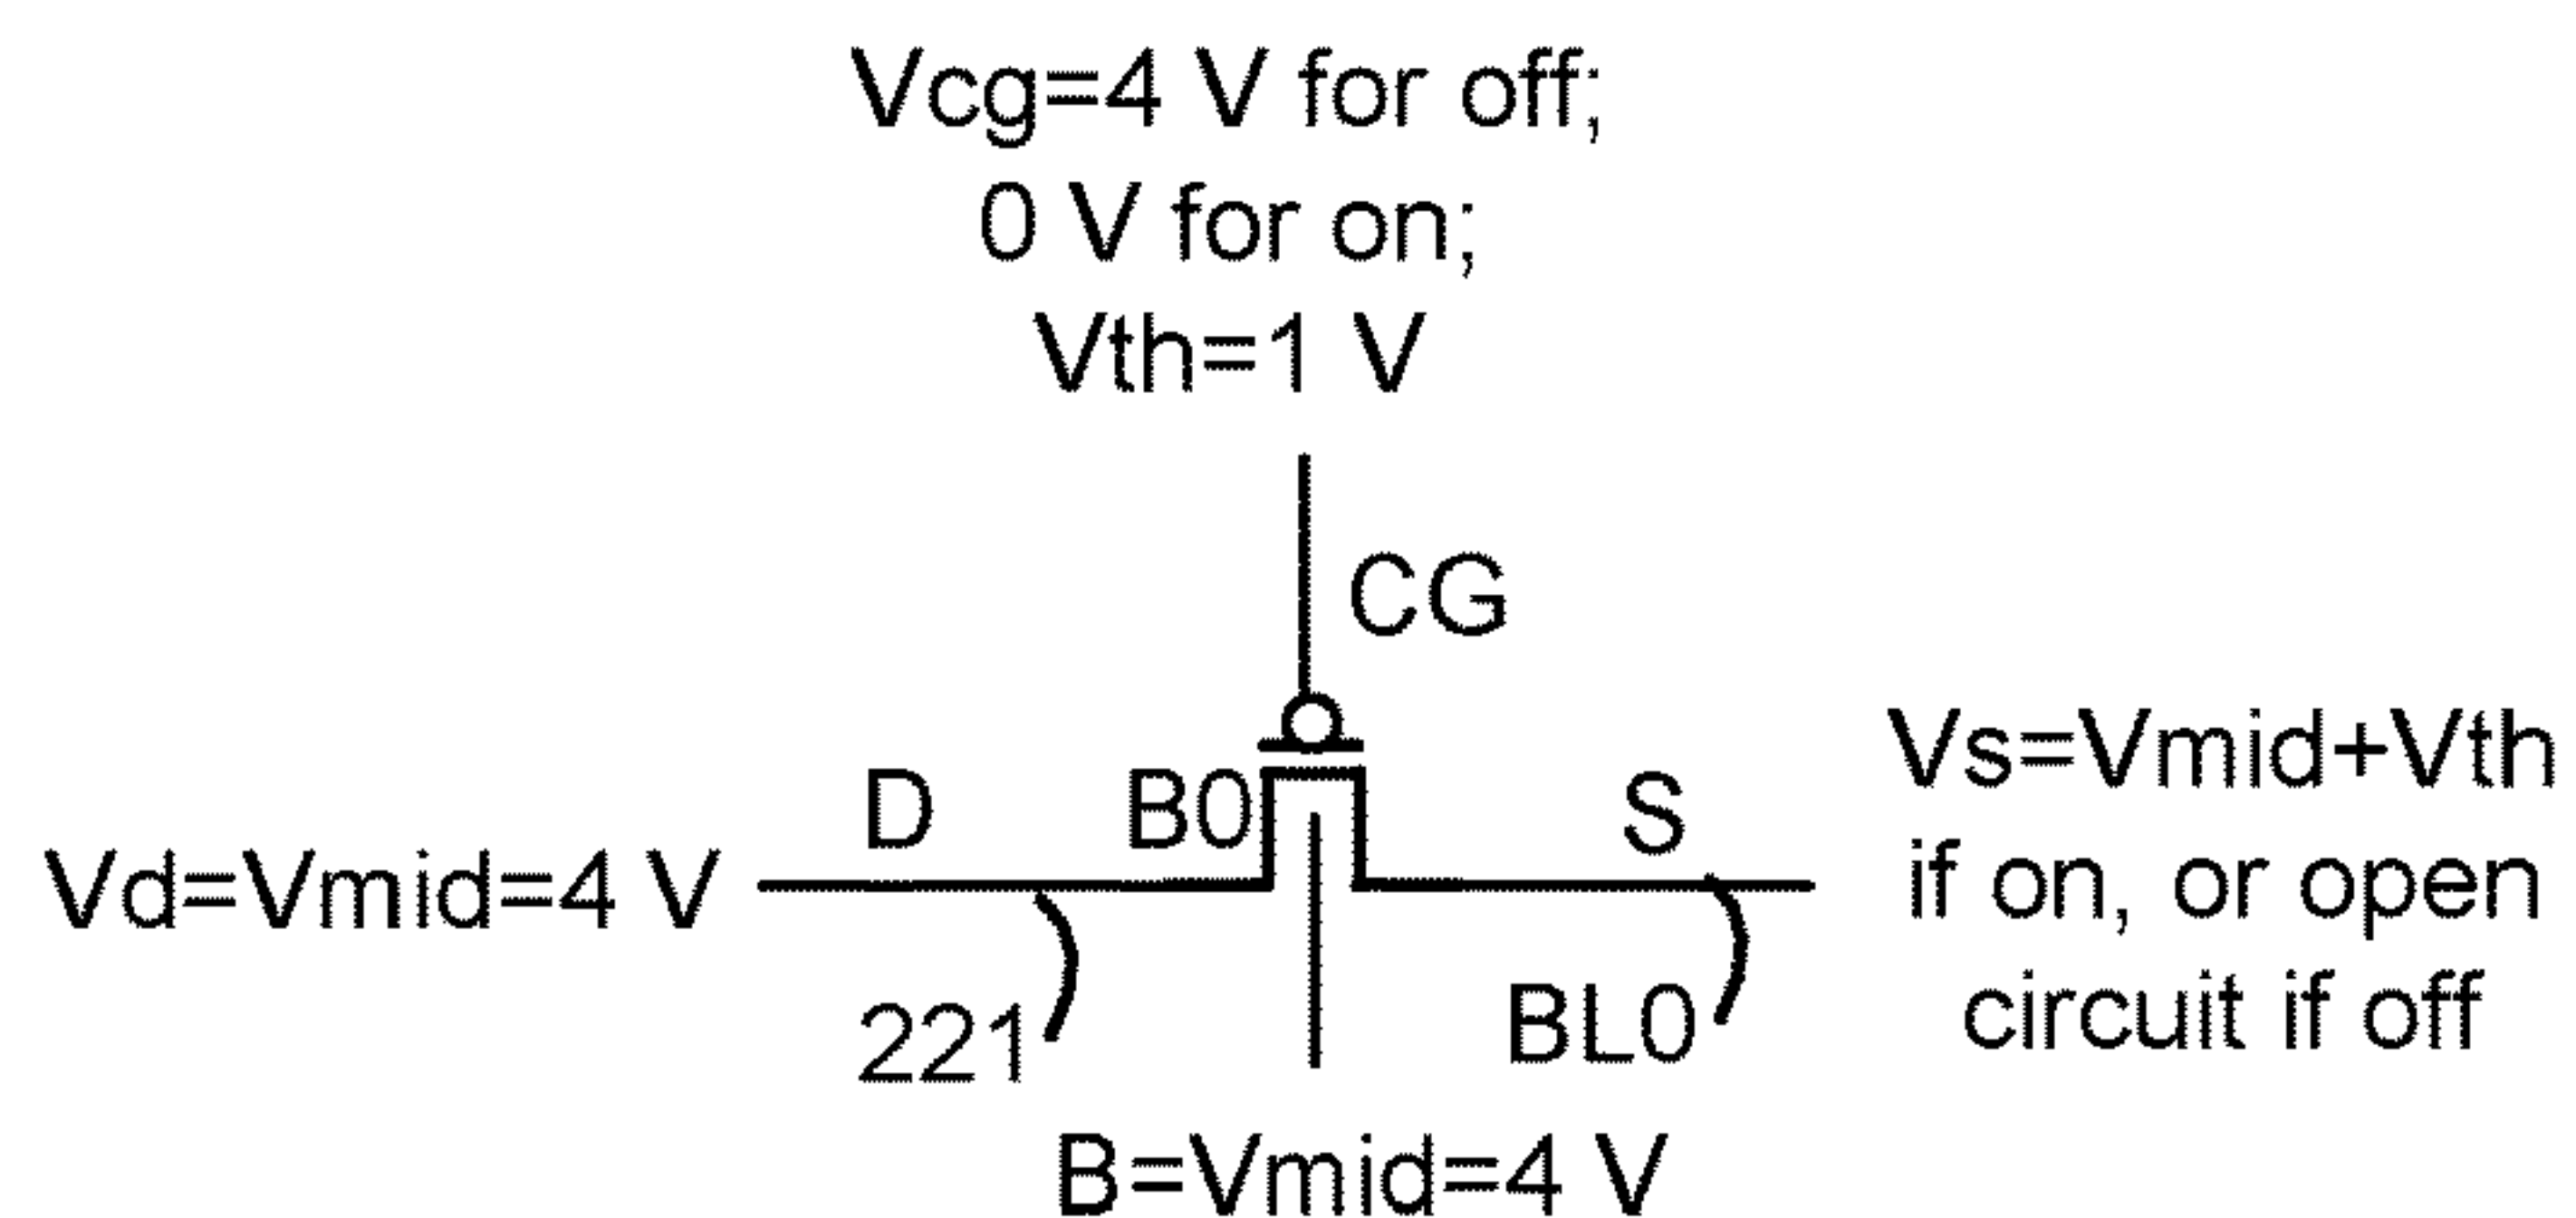 Vcg=4 V for off;
0 V for on;
Vth=1 V
CG
D
B0
S
Vd=Vmid=4 V
Vs=Vmid+Vth
if on, or open
circuit if off
221
BL0
B=Vmid=4 V